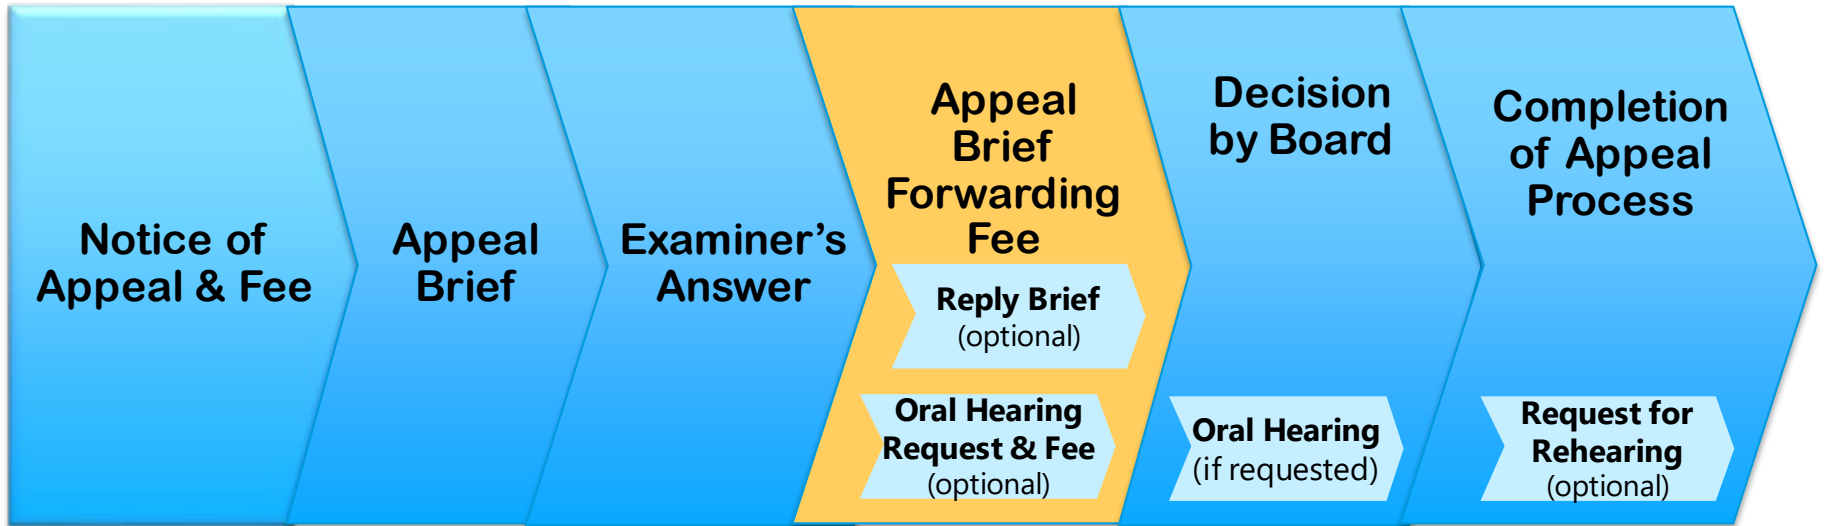 Notice of
Appeal & Fee
Appeal
Brief
Examiner’s
Answer
Appeal
Brief
Forwarding
Fee
Reply Brief
(optional)
Oral Hearing
Request & Fee
(optional)
Decision
by Board
Oral Hearing
(if requested)
Completion
of Appeal
Process
Request for
Rehearing
(optional)